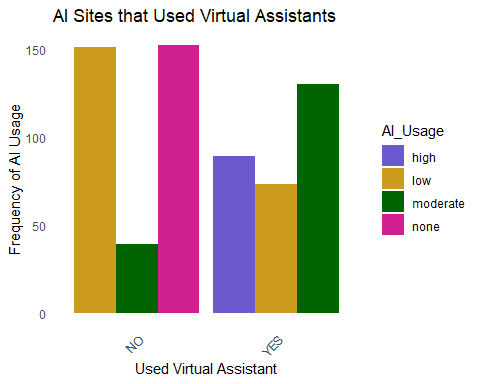 AI Sites that Used Virtual Assistants
Frequency of AI Usage
150
100
50
0
NO
YES
Used Virtual Assistant
AI_Usage
high
low
moderate
none